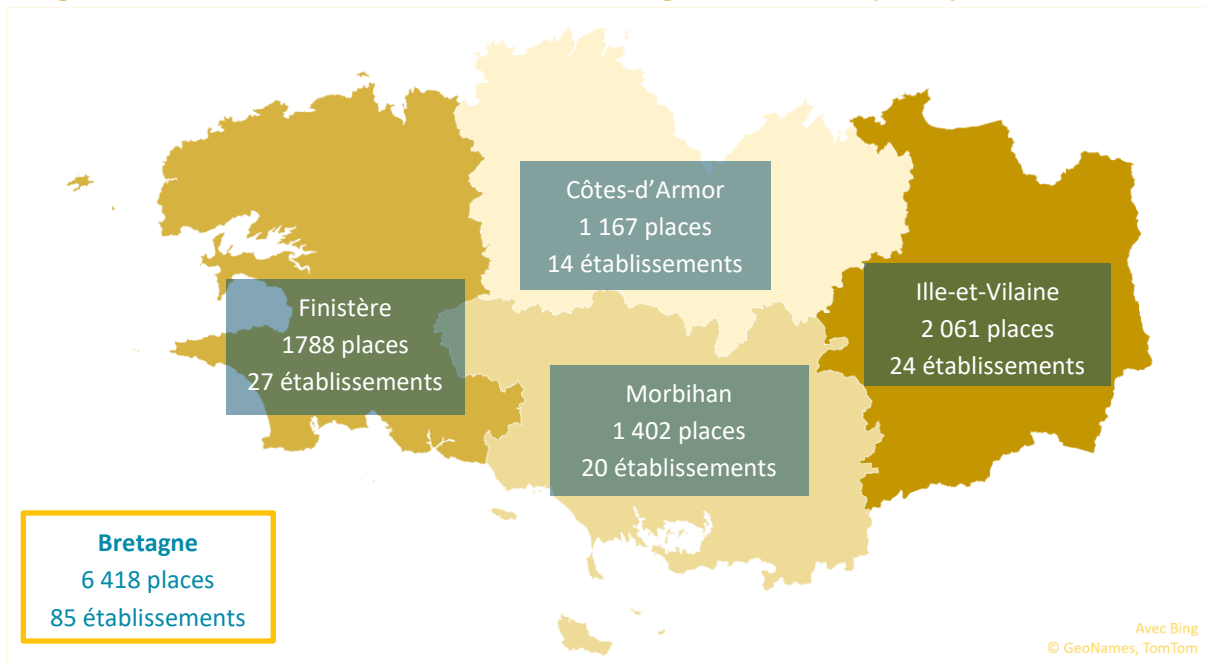 Côtes-d’Armor
1 167 places
14 établissements
Ille-et-Vilaine
2 061 places
24 établissements
Finistère
1788 places
27 établissements
Morbihan
1 402 places
20 établissements
Bretagne
6 418 places
85 établissements
Avec Bing
© GeoNames, TomTom